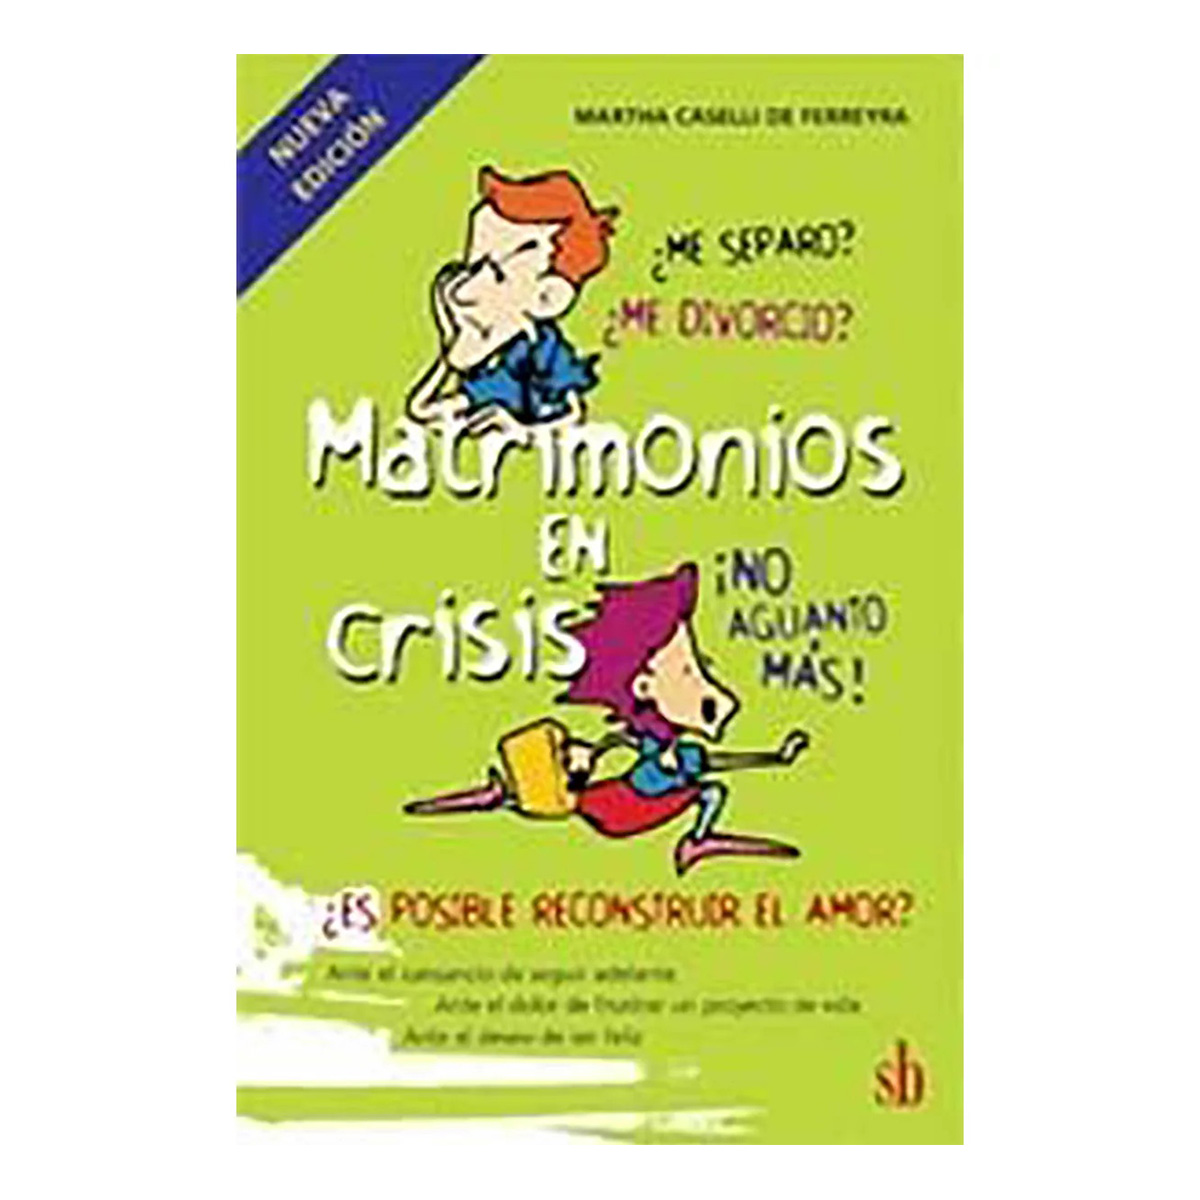 NUEVA
EDICIÓN
MARTHA CASELLI DE FERREYRA
¿ME SEPARO?
¿ME DIVORCIO?
Matrimonios
EN
crisis
¡NO
AGUANTO
MÁS!
¿ES POSIBLE RECONSTRUIR EL AMOR?
Ante el cansancio de seguir adelante
Ante el dolor de frustrar un proyecto de vida
Ante el deseo de ser feliz
sb